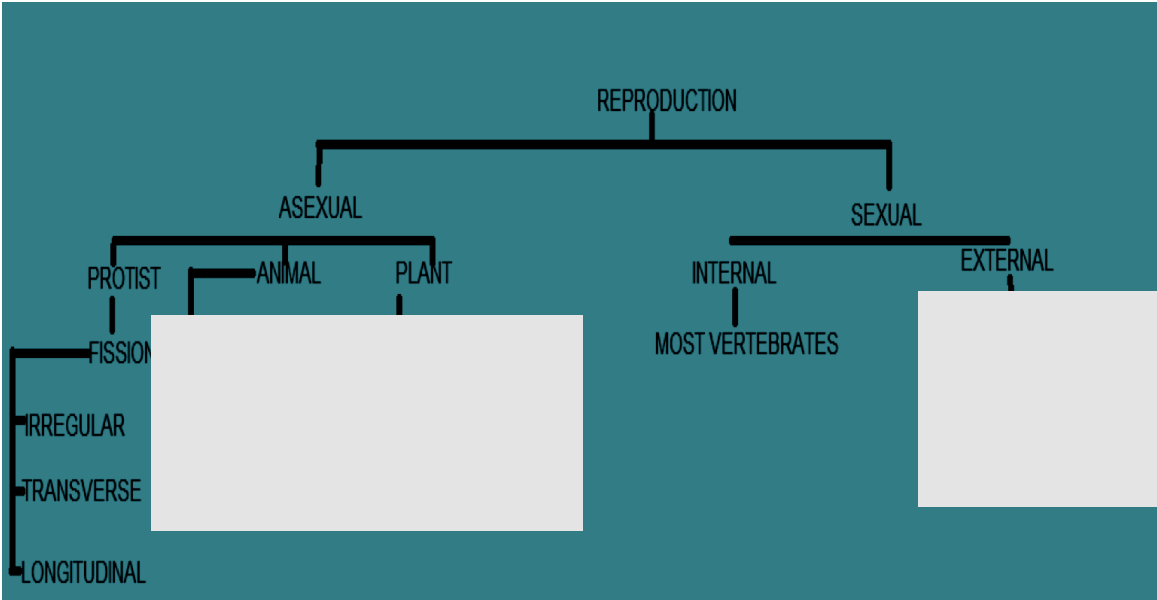 REPRODUCTION
ASEXUAL
SEXUAL
PROTIST
ANIMAL
PLANT
INTERNAL
EXTERNAL
FISSION
MOST VERTEBRATES
IRREGULAR
TRANSVERSE
LONGITUDINAL